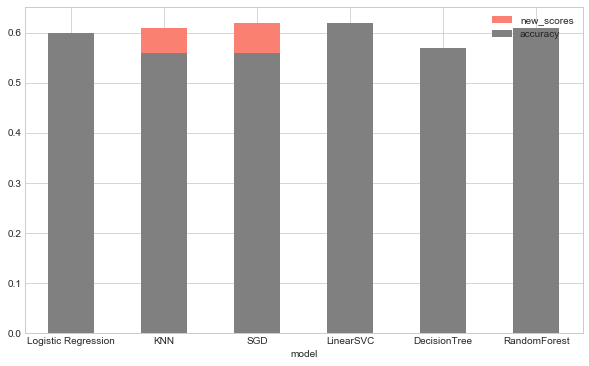 new_scores
accuracy
0.6
0.5
0.4
0.3
0.2
0.1
0.0
Logistic Regression KNN SGD LinearSVC DecisionTree RandomForest
model